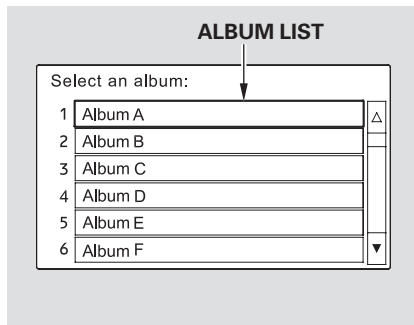 ALBUM LIST
Select an album:
1 Album A
2 Album B
3 Album C
4 Album D
5 Album E
6 Album F